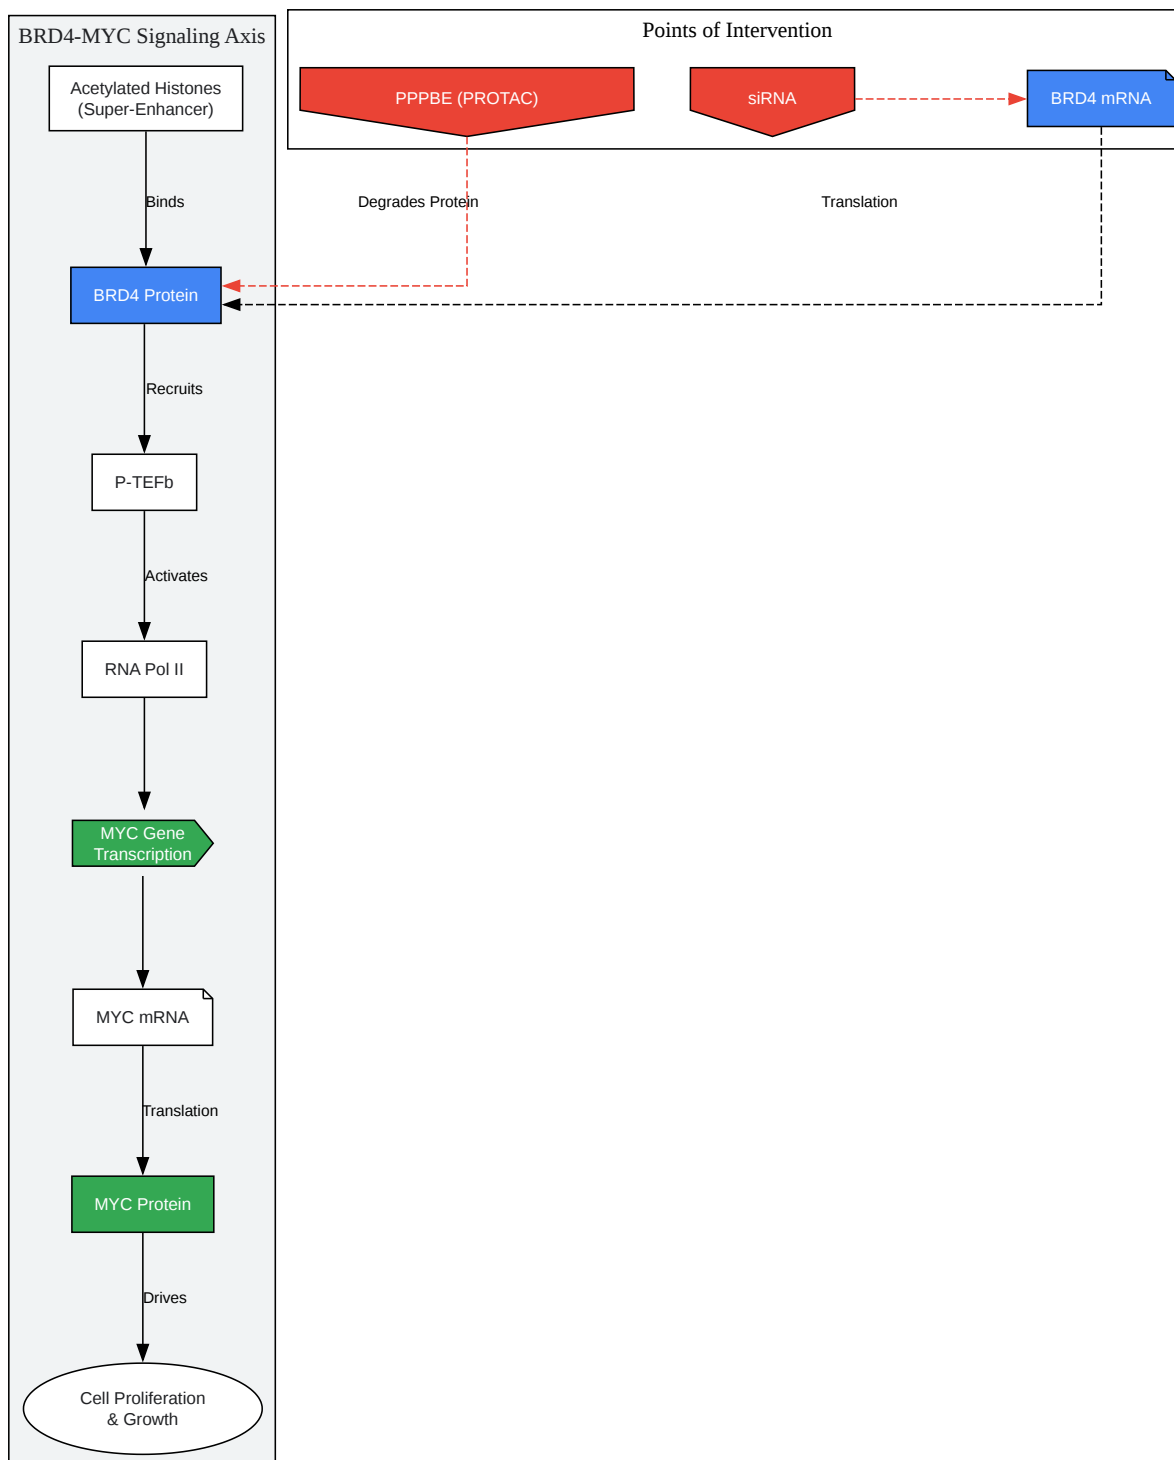 BRD4-MYC Signaling Axis
Points of Intervention
Acetylated Histones
(Super-Enhancer)
PPPBE (PROTAC)
siRNA
BRD4 mRNA
Binds
Degrades Protein
Translation
BRD4 Protein
Recruits
P-TEFb
Activates
RNA Pol II
MYC Gene
Transcription
MYC mRNA
Translation
MYC Protein
Drives
Cell Proliferation
& Growth